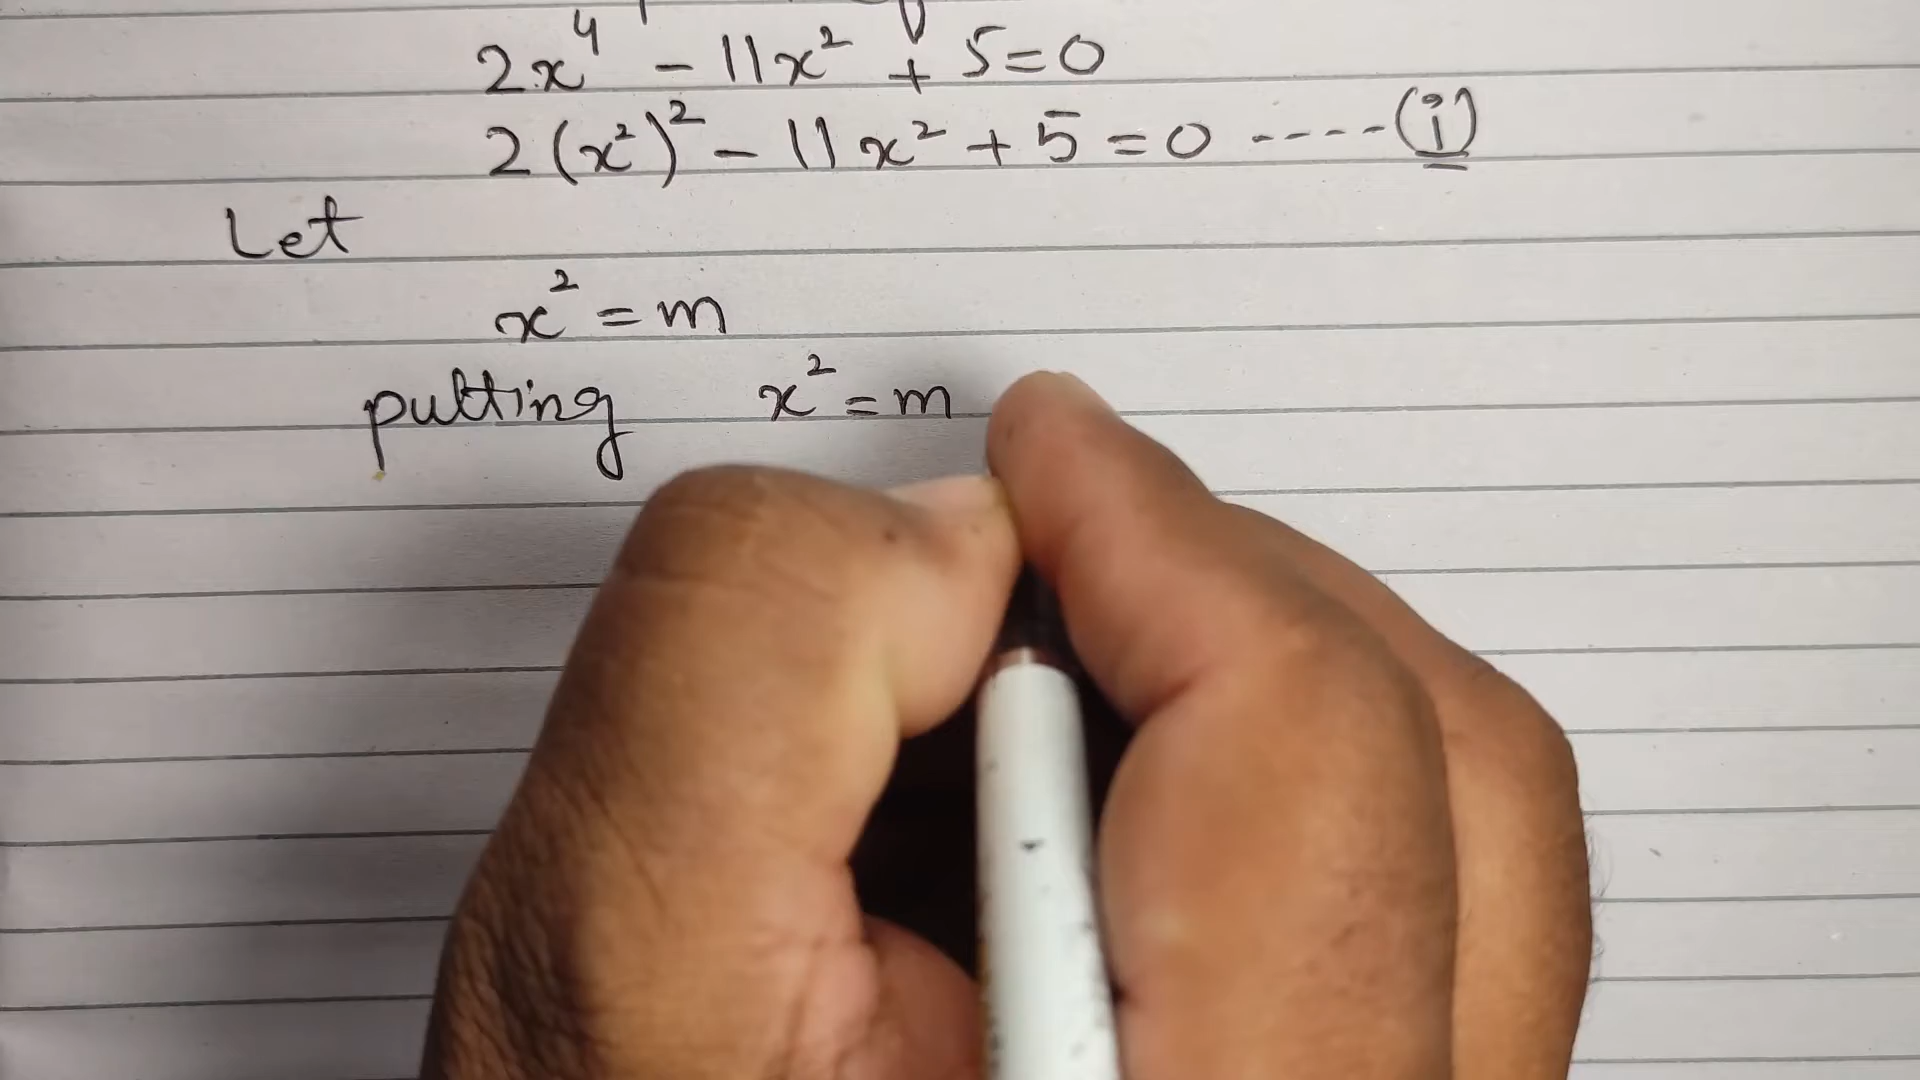 2x⁴ - 11x² + 5 = 0
2(x²)² - 11x² + 5 = 0 ----(i)
Let
x² = m
putting x² = m